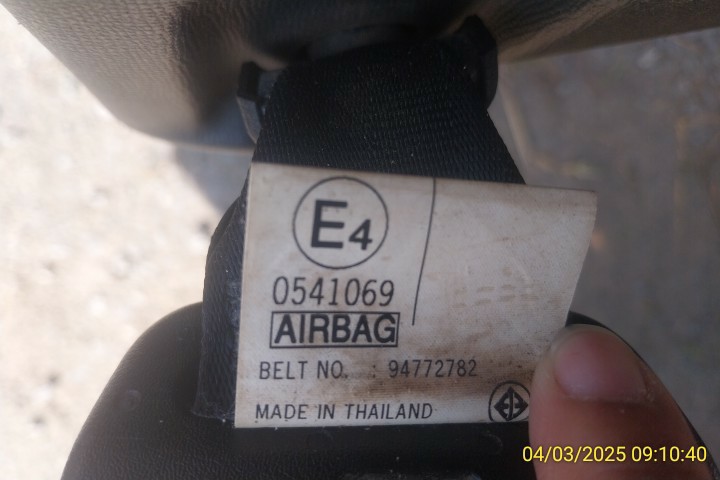 E4
0541069
AIRBAG
BELT NO. : 94772782
MADE IN THAILAND
04/03/2025 09:10:40